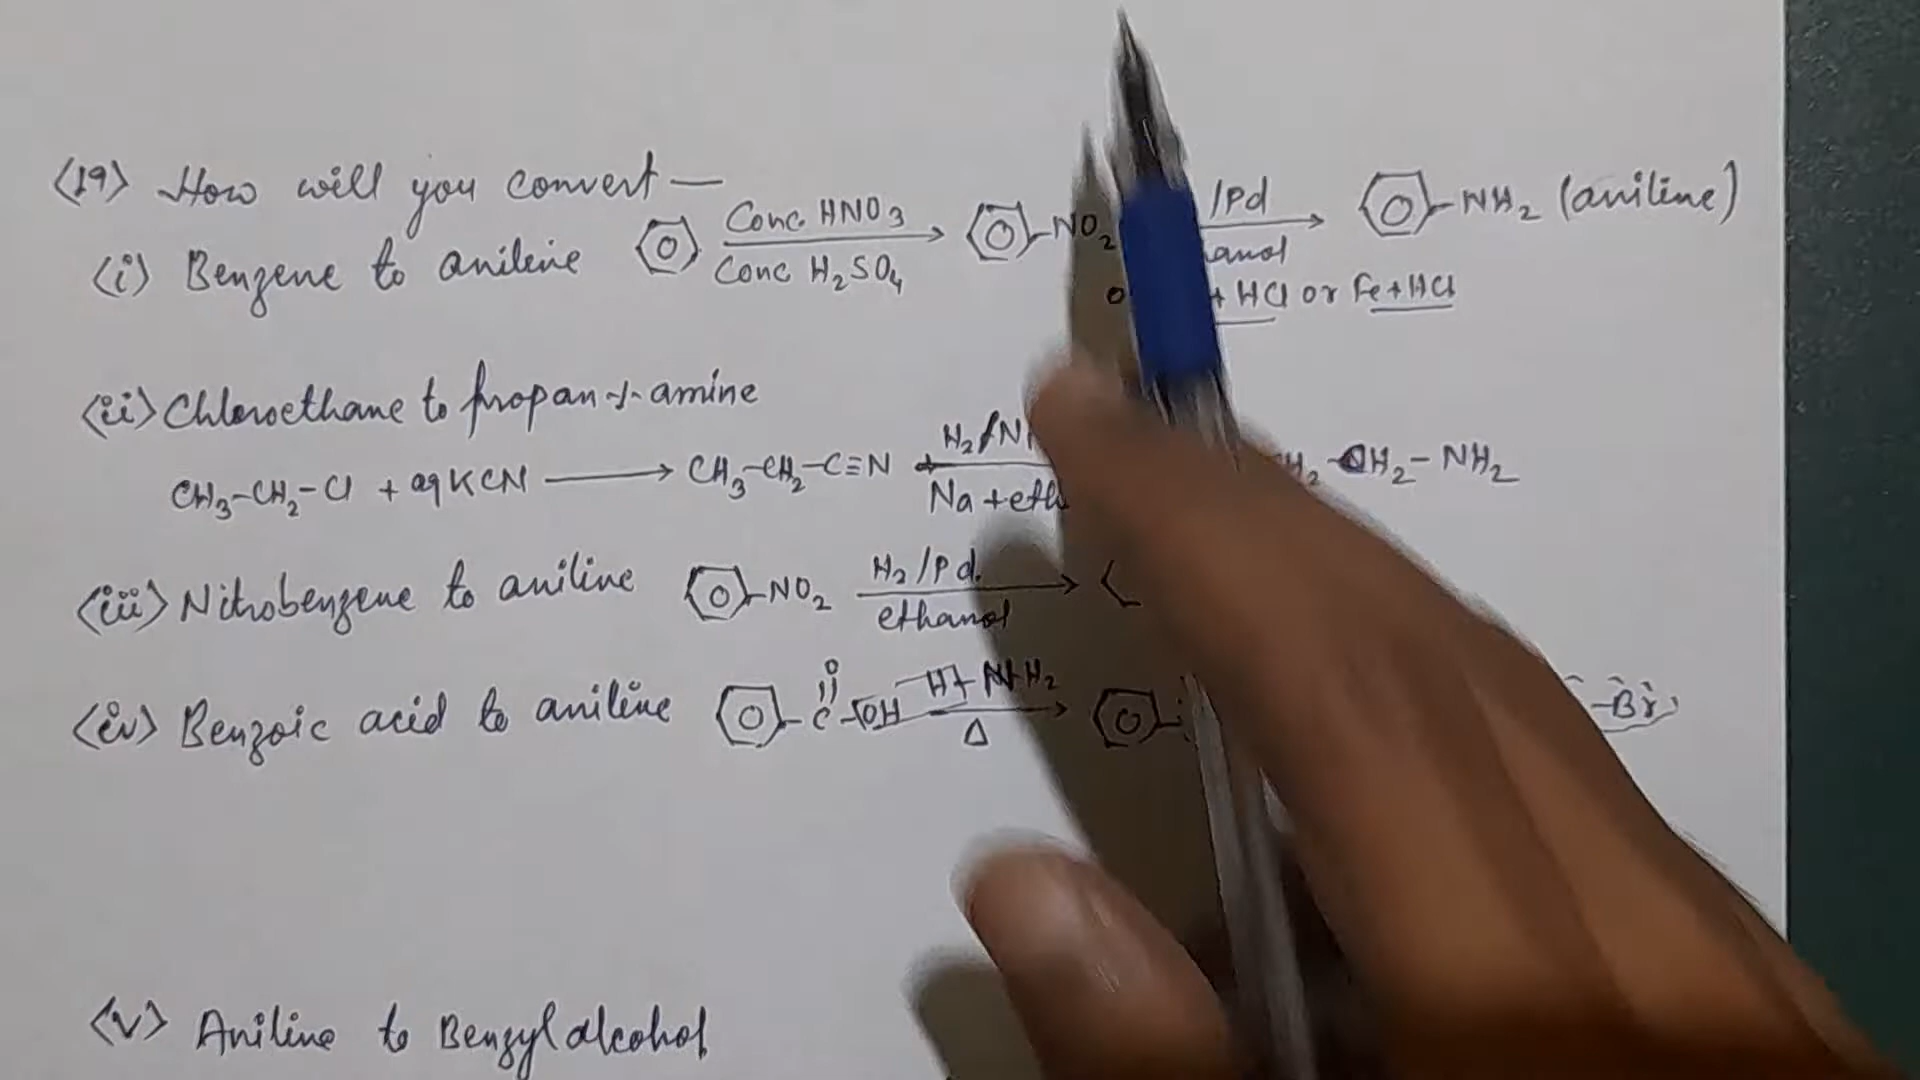 (19) How will you convert —
(i) Benzene to aniline Conc. HNO3 Conc H2SO4 -NO2 /Pd anol + HCl or Fe + HCl -NH2 (aniline)
(ii) Chloroethane to propan-1-amine
CH3-CH2-Cl + aq KCN ⟶ CH3-CH2-C≡N H2/Ni Na + eth CH2-NH2
(iii) Nitrobenzene to aniline -NO2 H2/Pd. ethanol
(iv) Benzoic acid to aniline O C-OH H-NH2 Δ -Br
(v) Aniline to Benzyl alcohol